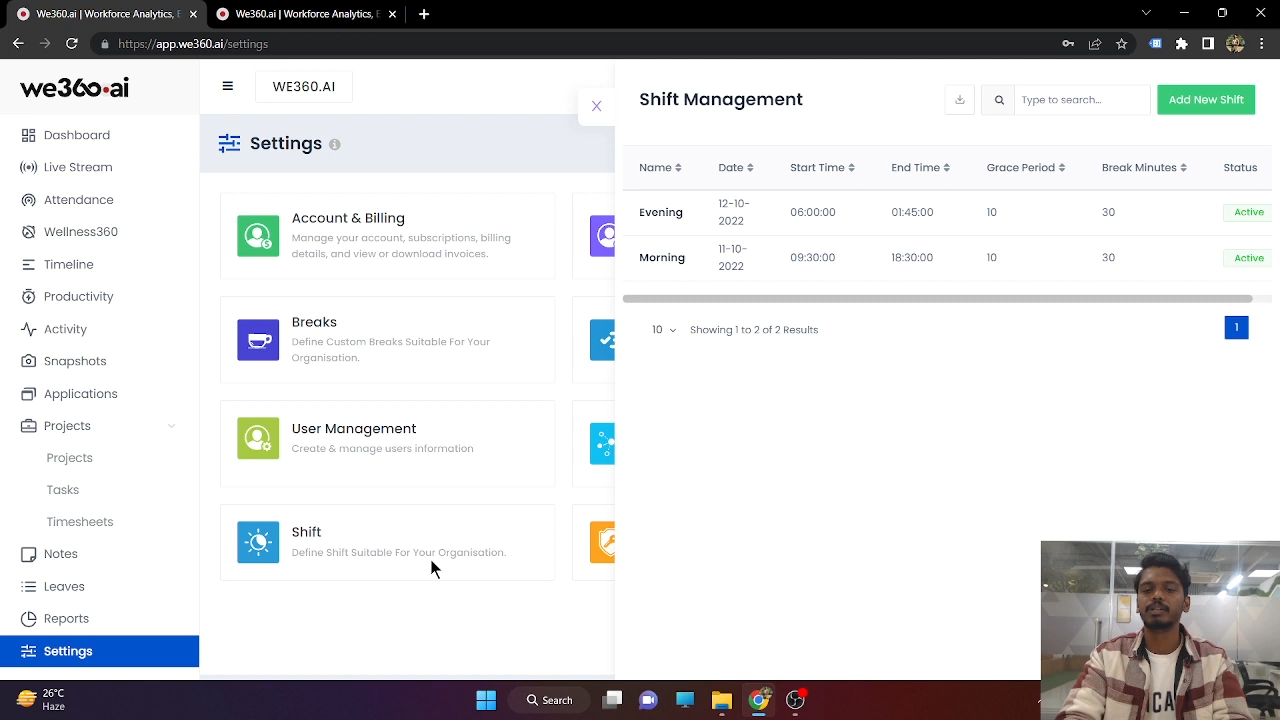 We360.ai | Workforce Analytics, E
We360.ai | Workforce Analytics, E
https://app.we360.ai/settings
we360.ai
WE360.AI
Dashboard
Live Stream
Attendance
Wellness360
Timeline
Productivity
Activity
Snapshots
Applications
Projects
Projects
Tasks
Timesheets
Notes
Leaves
Reports
Settings
Settings
Account & Billing
Manage your account, subscriptions, billing
details, and view or download invoices.
Breaks
Define Custom Breaks Suitable For Your
Organisation.
User Management
Create & manage users information
Shift
Define Shift Suitable For Your Organisation.
Shift Management
Type to search...
Add New Shift
Name Date Start Time End Time Grace Period Break Minutes Status
Evening 12-10-2022 06:00:00 01:45:00 10 30 Active
Morning 11-10-2022 09:30:00 18:30:00 10 30 Active
10 Showing 1 to 2 of 2 Results
1
26°C
Haze
Search